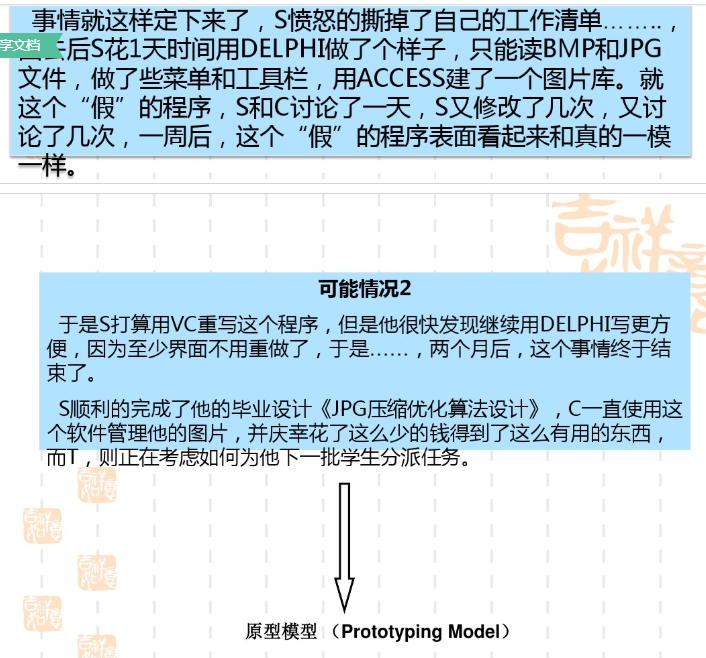 事情就这样定下来了，S愤怒的撕掉了自己的工作清单……..，
享文档
去后S花1天时间用DELPHI做了个样子，只能读BMP和JPG
文件，做了些菜单和工具栏，用ACCESS建了一个图片库。就
这个“假”的程序，S和C讨论了一天，S又修改了几次，又讨
论了几次，一周后，这个“假”的程序表面看起来和真的一模
一样。
吉祥
可能情况2
于是S打算用VC重写这个程序，但是他很快发现继续用DELPHI写更方
便，因为至少界面不用重做了，于是……，两个月后，这个事情终于结
束了。
S顺利的完成了他的毕业设计《JPG压缩优化算法设计》，C一直使用这
个软件管理他的图片，并庆幸花了这么少的钱得到了这么有用的东西，
而T，则正在考虑如何为他下一批学生分派任务。
原型模型 （Prototyping Model）